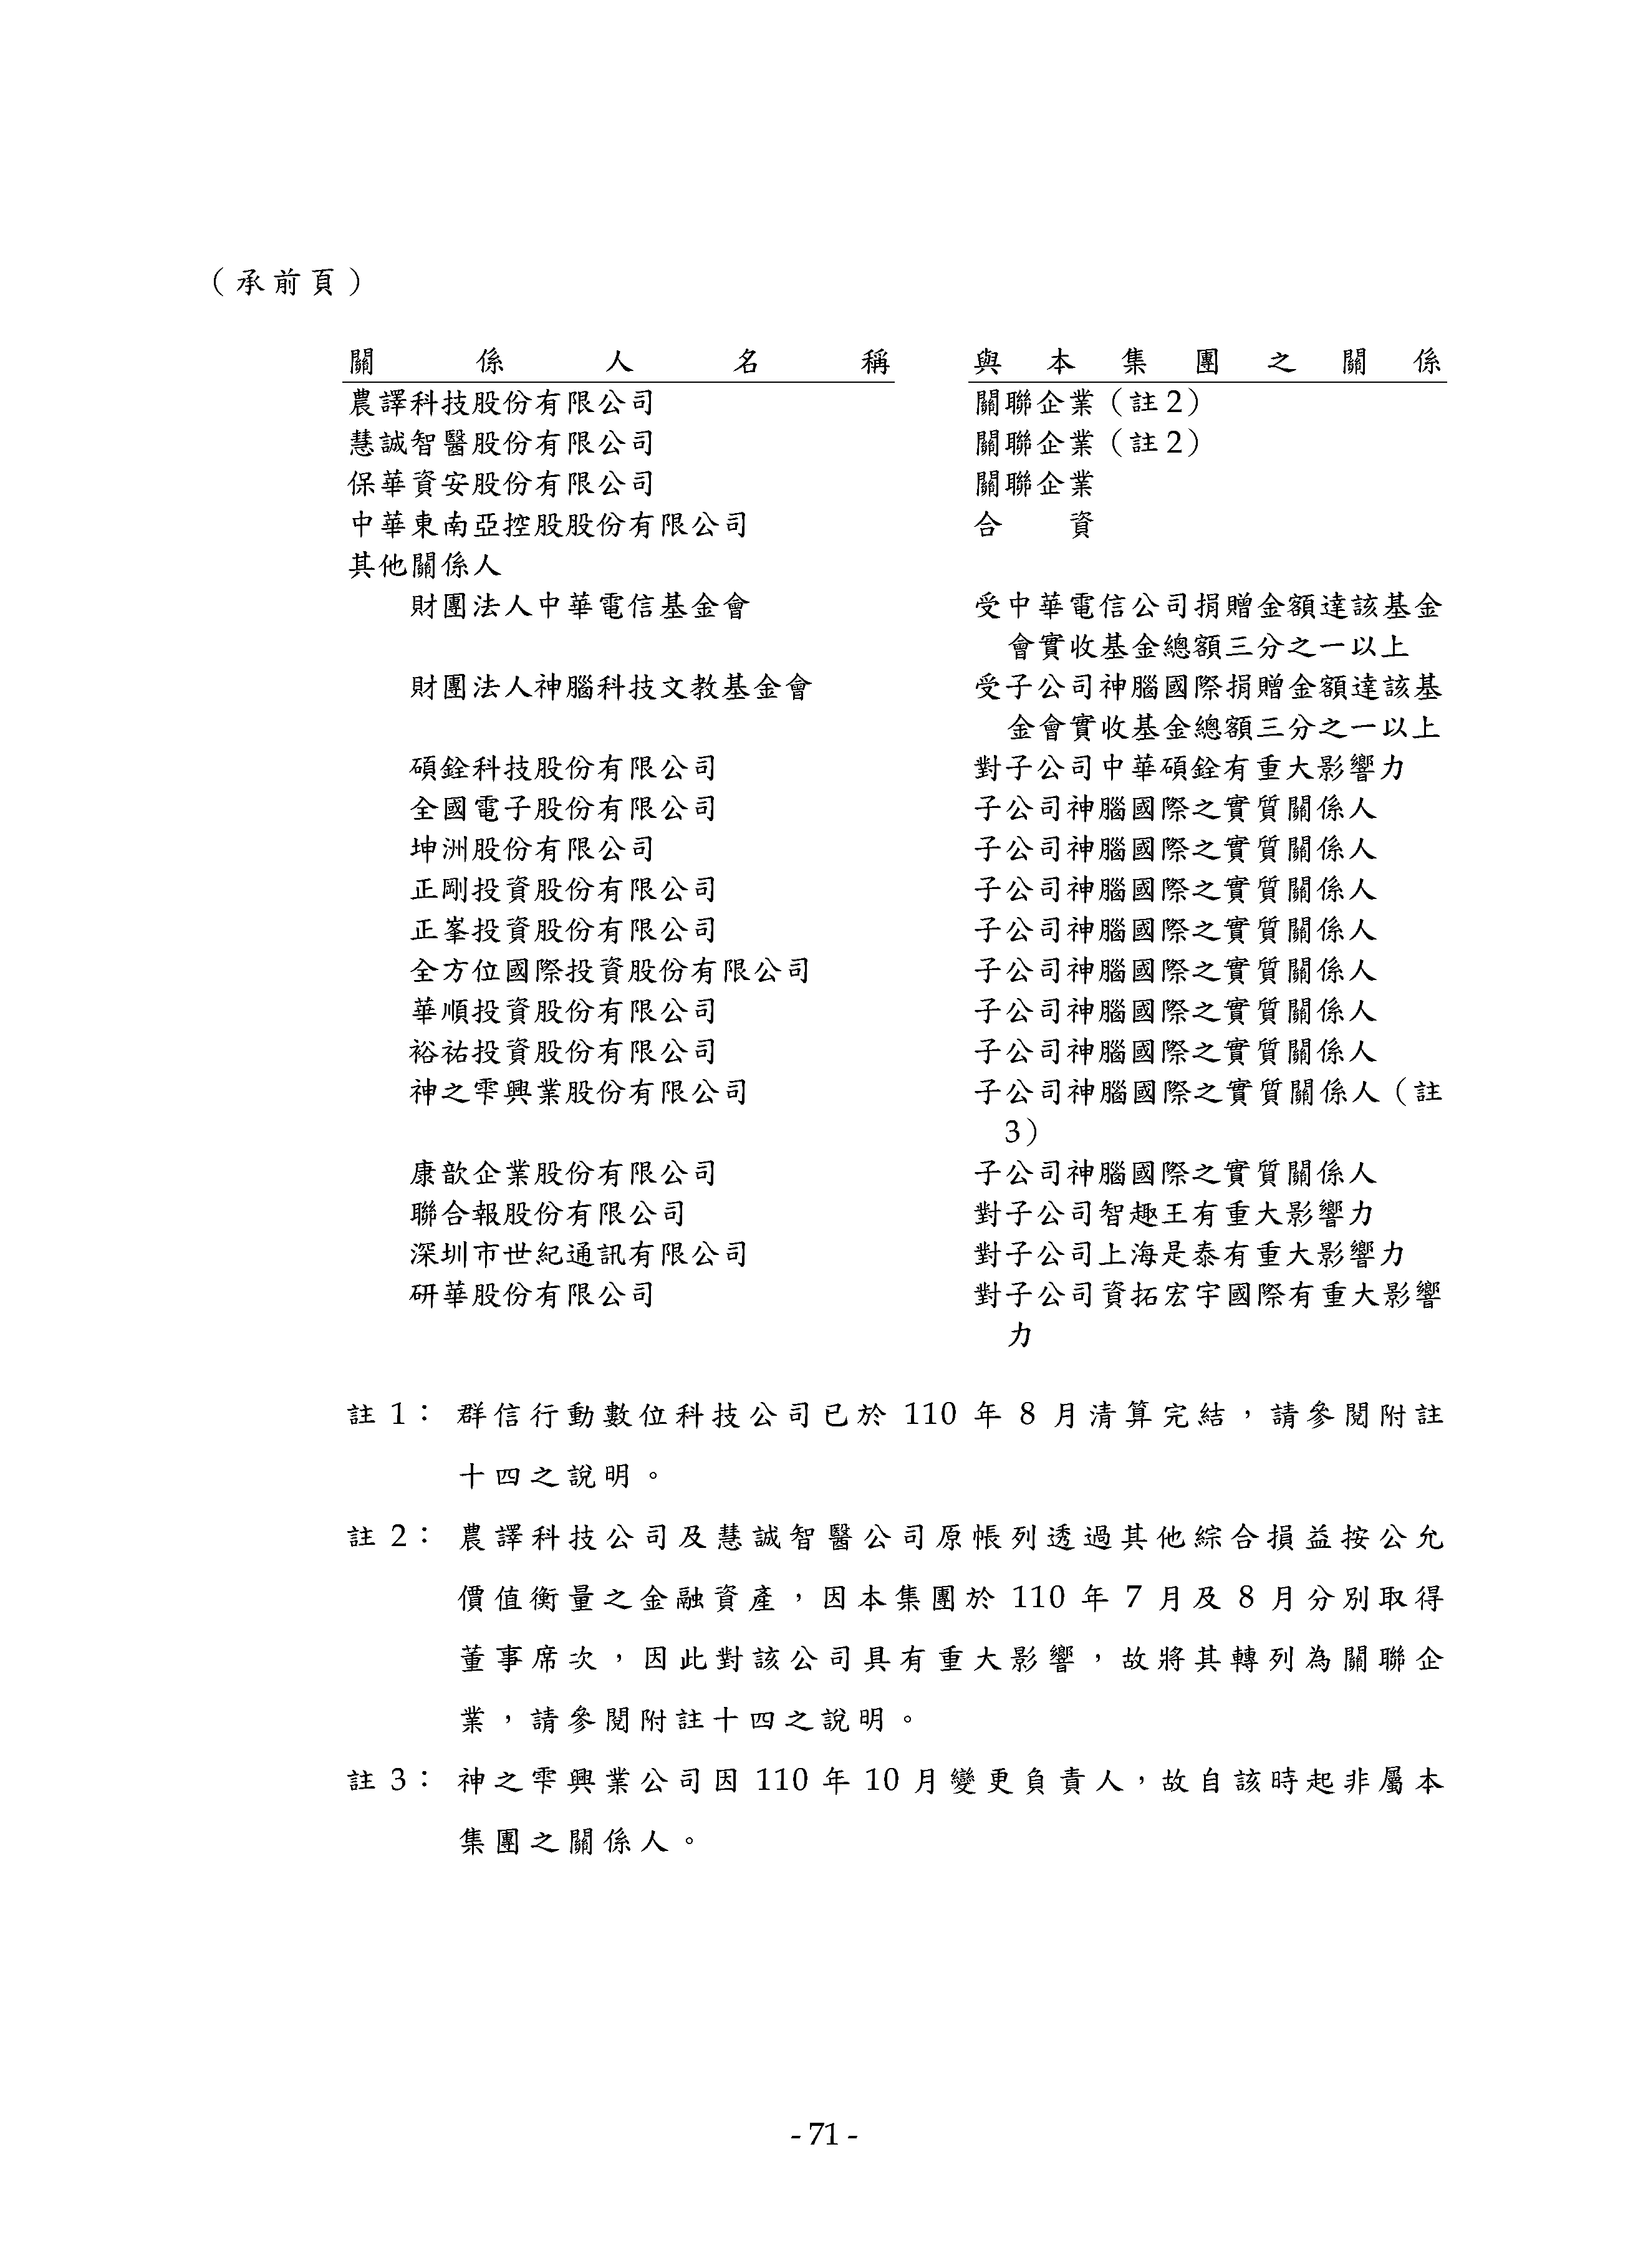 （承前頁）
關係人名稱 與本集團之關係
農譯科技股份有限公司 關聯企業（註2）
慧誠智醫股份有限公司 關聯企業（註2）
保華資安股份有限公司 關聯企業
中華東南亞控股股份有限公司 合　　資
其他關係人
財團法人中華電信基金會 受中華電信公司捐贈金額達該基金
會實收基金總額三分之一以上
財團法人神腦科技文教基金會 受子公司神腦國際捐贈金額達該基
金會實收基金總額三分之一以上
碩銓科技股份有限公司 對子公司中華碩銓有重大影響力
全國電子股份有限公司 子公司神腦國際之實質關係人
坤洲股份有限公司 子公司神腦國際之實質關係人
正剛投資股份有限公司 子公司神腦國際之實質關係人
正峯投資股份有限公司 子公司神腦國際之實質關係人
全方位國際投資股份有限公司 子公司神腦國際之實質關係人
華順投資股份有限公司 子公司神腦國際之實質關係人
裕祐投資股份有限公司 子公司神腦國際之實質關係人
神之雫興業股份有限公司 子公司神腦國際之實質關係人（註
3）
康歆企業股份有限公司 子公司神腦國際之實質關係人
聯合報股份有限公司 對子公司智趣王有重大影響力
深圳市世紀通訊有限公司 對子公司上海是泰有重大影響力
研華股份有限公司 對子公司資拓宏宇國際有重大影響
力
註 1：群信行動數位科技公司已於 110 年 8 月清算完結，請參閱附註
十四之說明。
註 2：農譯科技公司及慧誠智醫公司原帳列透過其他綜合損益按公允
價值衡量之金融資產，因本集團於 110 年 7 月及 8 月分別取得
董事席次，因此對該公司具有重大影響，故將其轉列為關聯企
業，請參閱附註十四之說明。
註 3：神之雫興業公司因 110 年 10 月變更負責人，故自該時起非屬本
集團之關係人。
- 71 -